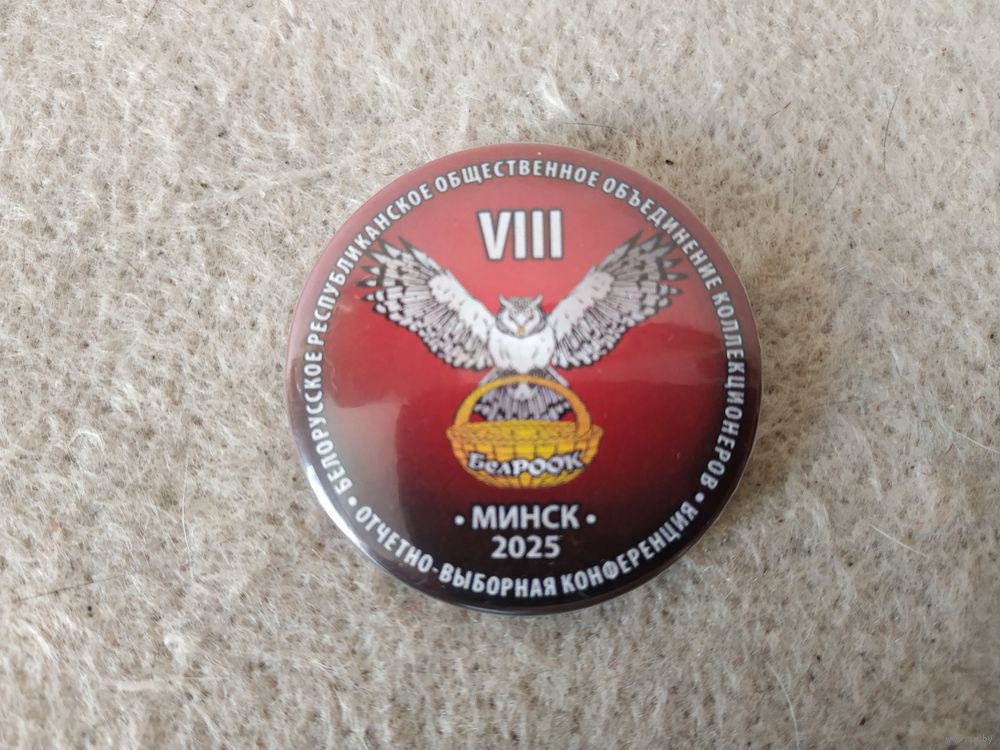 • БЕЛОРУССКОЕ РЕСПУБЛИКАНСКОЕ ОБЩЕСТВЕННОЕ ОБЪЕДИНЕНИЕ КОЛЛЕКЦИОНЕРОВ •
VIII
БелРООК
• МИНСК •
2025
ОТЧЕТНО-ВЫБОРНАЯ КОНФЕРЕНЦИЯ